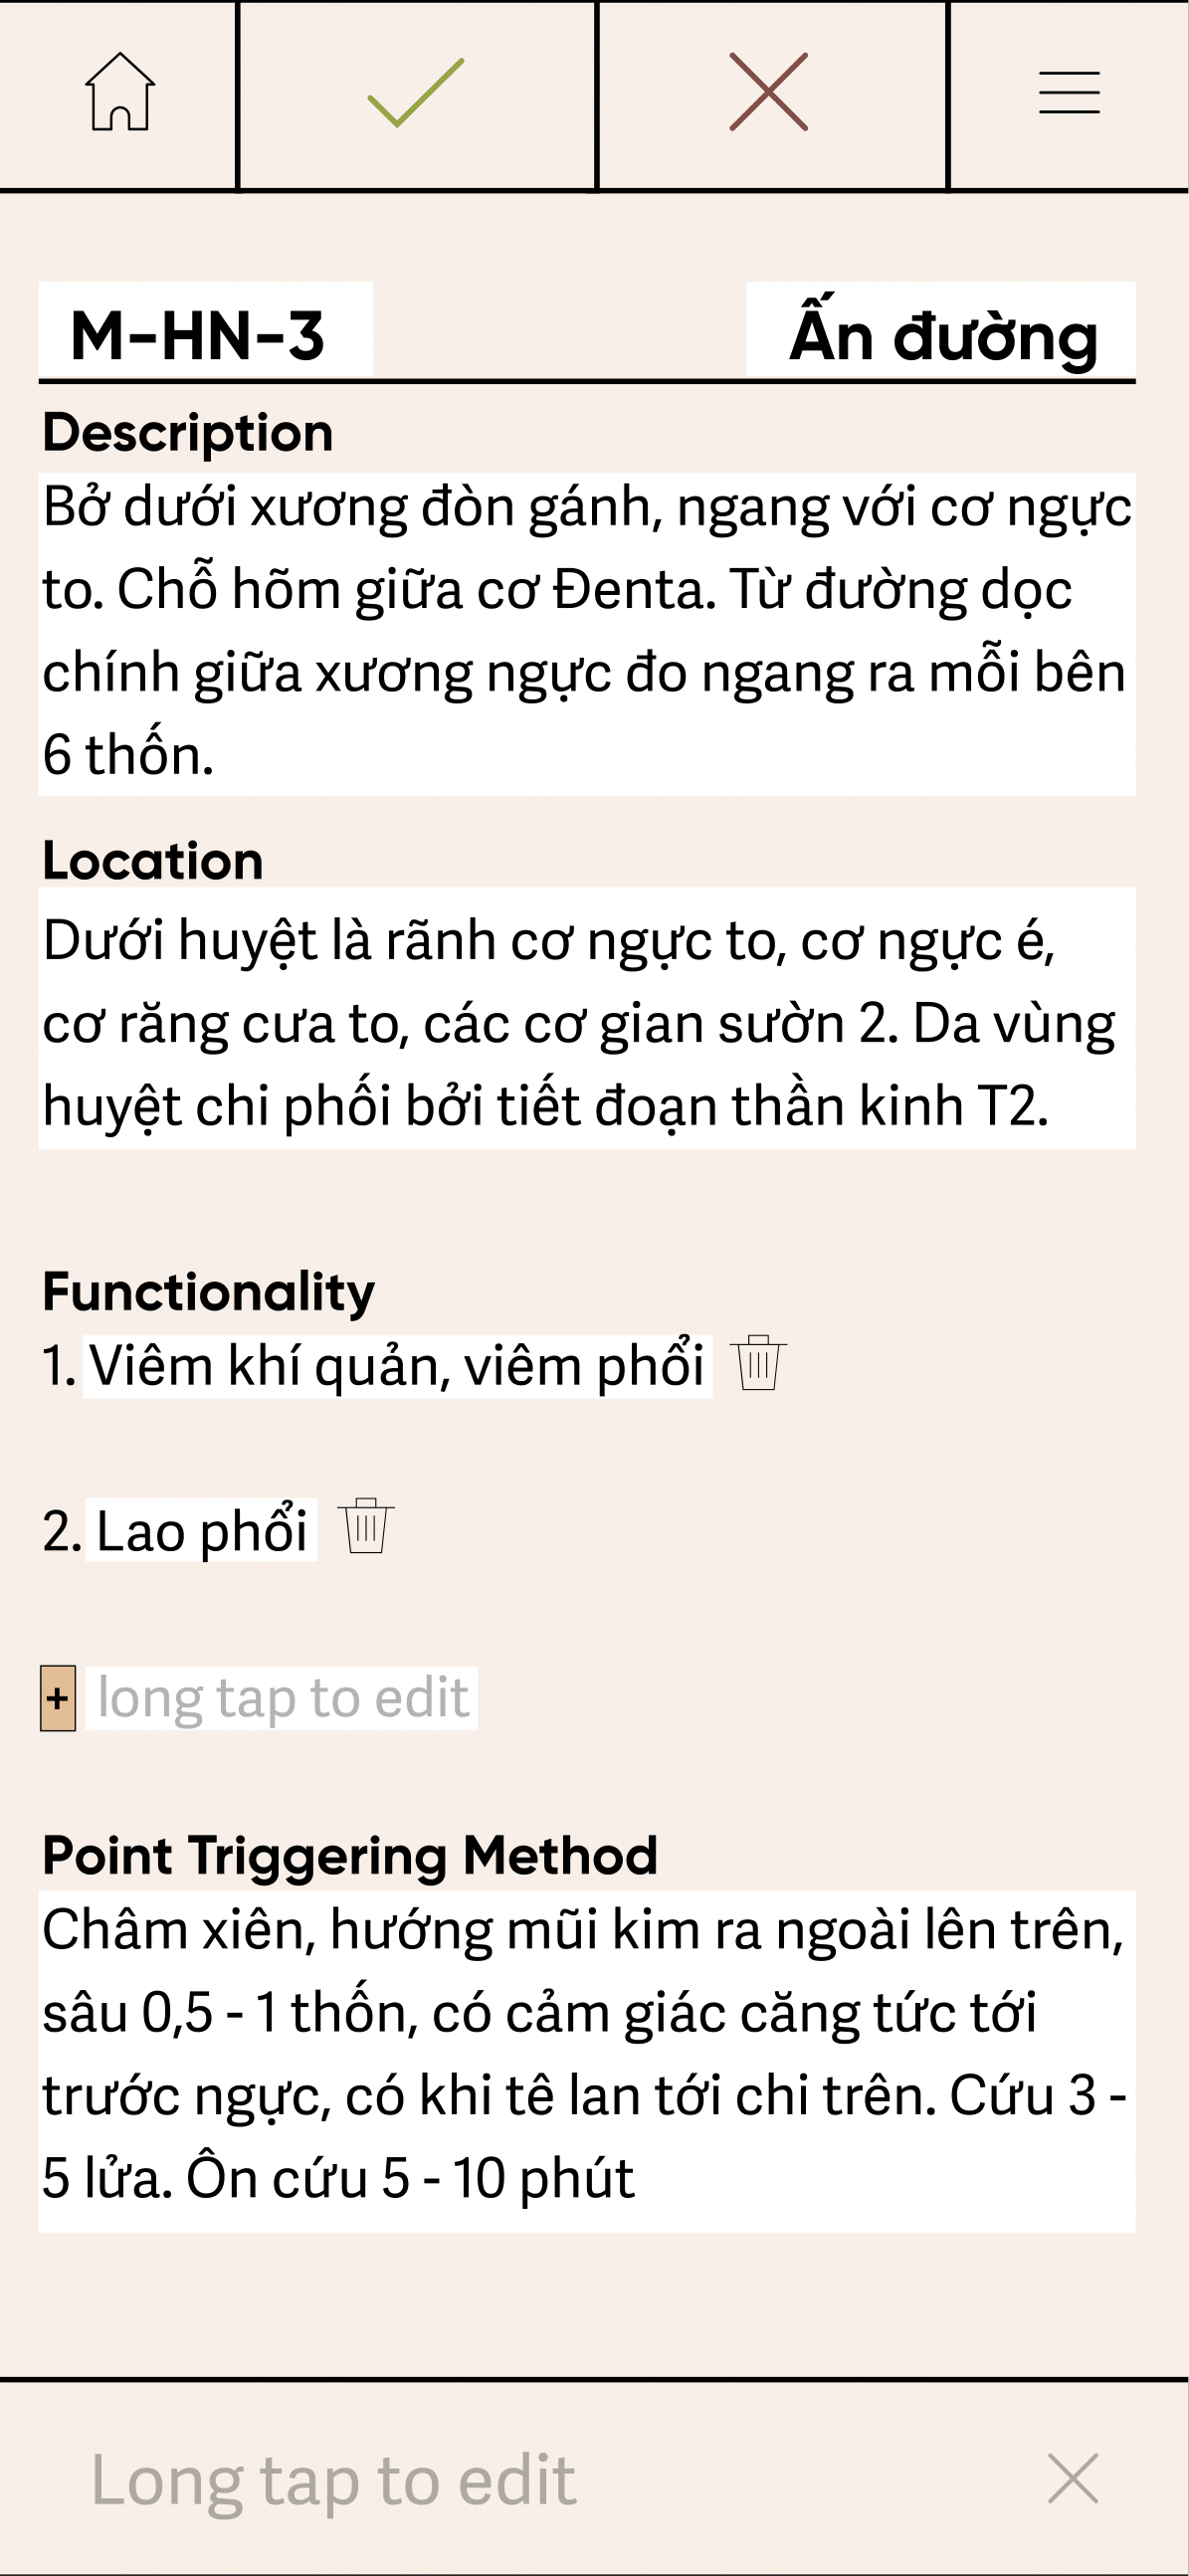 M-HN-3
Ấn đường
Description
Bở dưới xương đòn gánh, ngang với cơ ngực
to. Chỗ hõm giữa cơ Đenta. Từ đường dọc
chính giữa xương ngực đo ngang ra mỗi bên
6 thốn.
Location
Dưới huyệt là rãnh cơ ngực to, cơ ngực é,
cơ răng cưa to, các cơ gian sườn 2. Da vùng
huyệt chi phối bởi tiết đoạn thần kinh T2.
Functionality
1. Viêm khí quản, viêm phổi
2. Lao phổi
+ long tap to edit
Point Triggering Method
Châm xiên, hướng mũi kim ra ngoài lên trên,
sâu 0,5 - 1 thốn, có cảm giác căng tức tới
trước ngực, có khi tê lan tới chi trên. Cứu 3 -
5 lửa. Ôn cứu 5 - 10 phút
Long tap to edit